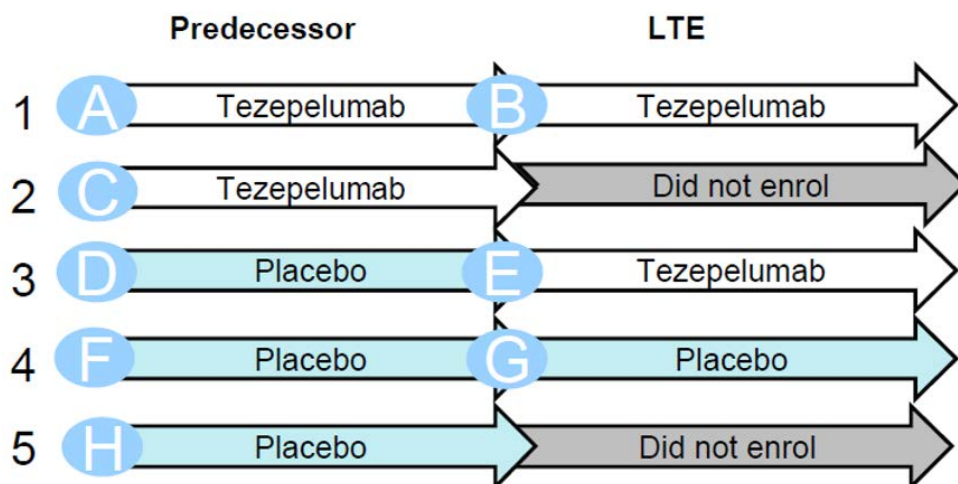 Predecessor LTE
1 A Tezepelumab B Tezepelumab
2 C Tezepelumab Did not enrol
3 D Placebo E Tezepelumab
4 F Placebo G Placebo
5 H Placebo Did not enrol